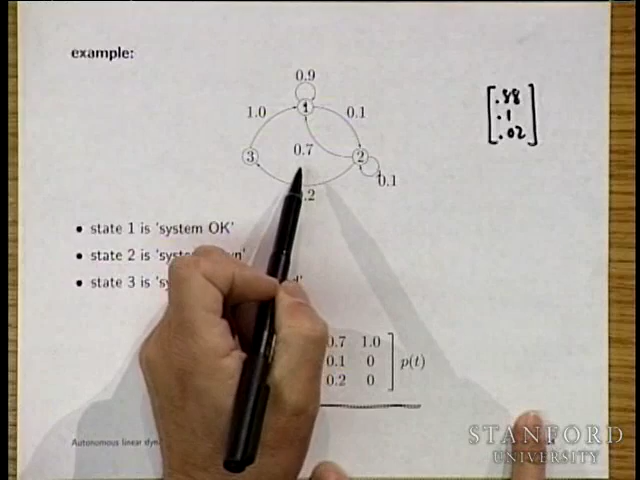 example:
0.9
1.0
1
0.1
.88
.1
.02
3
0.7
2
0.1
.2
• state 1 is 'system OK'
• state 2 is
• state 3 is
0.7 1.0
0.1 0
0.2 0
p(t)
Autonomous linear
STANFORD
UNIVERSITY